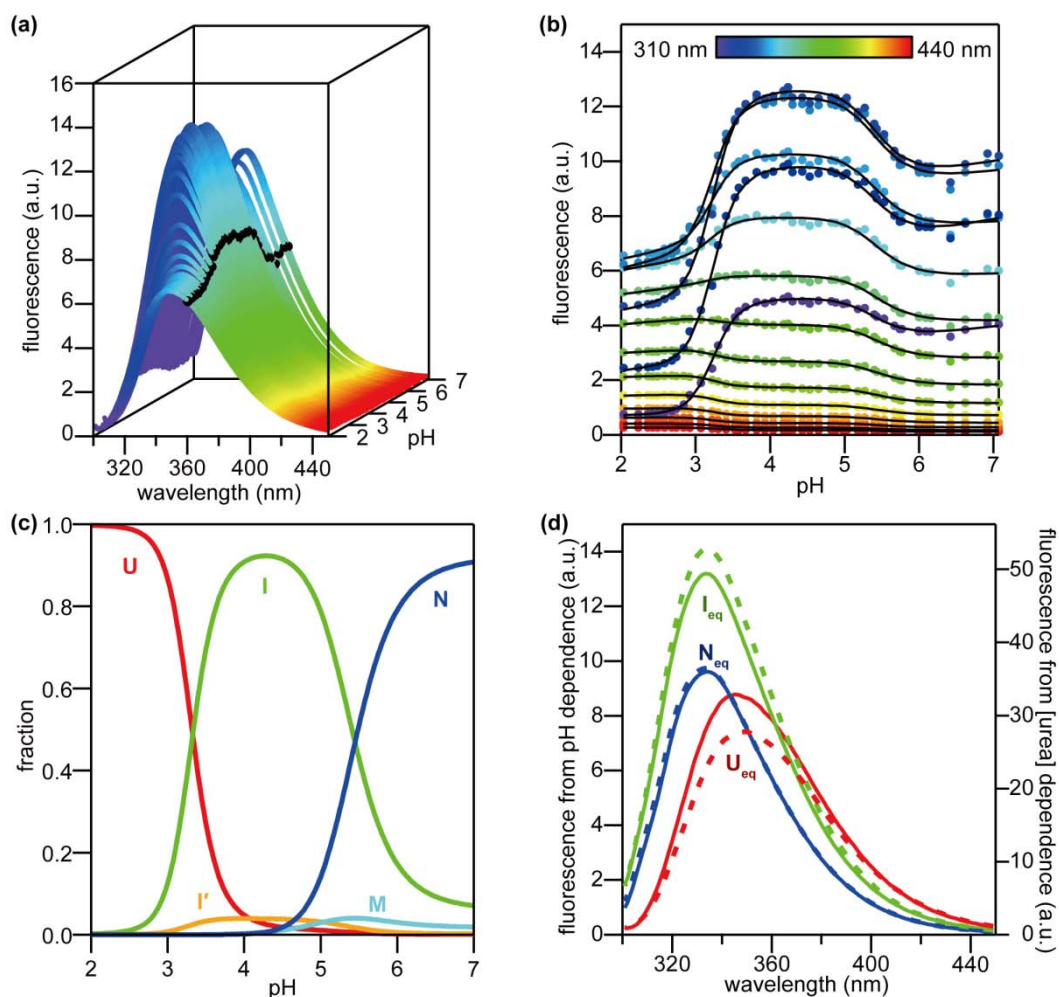 (a)
16
14
12
10
8
6
4
2
0
fluorescence (a.u.)
320 360 400 440
wavelength (nm)
2 3 4 5 6 7
pH
(b)
310 nm 440 nm
14
12
10
8
6
4
2
0
fluorescence (a.u.)
2 3 4 5 6 7
pH
(c)
1.0
0.8
0.6
0.4
0.2
0.0
fraction
U I N
I′ M
2 3 4 5 6 7
pH
(d)
14
12
10
8
6
4
2
0
fluorescence from pH dependence (a.u.)
Ieq
Neq
Ueq
50
40
30
20
10
0
fluorescence from [urea] dependence (a.u.)
320 360 400 440
wavelength (nm)